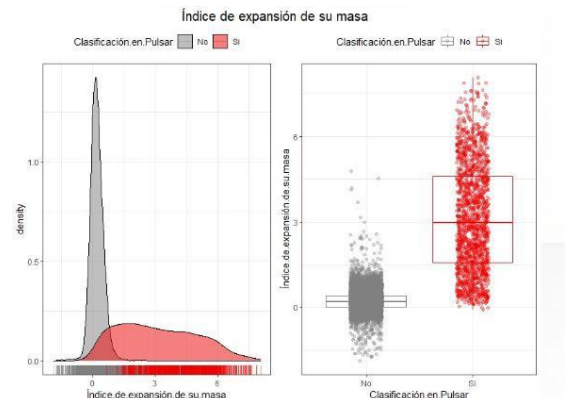 Índice de expansión de su masa
Clasificación.en.Pulsar No Si
density
1.0
0.5
0.0
0
3
6
Índice.de.expansión.de.su.masa
Clasificación.en.Pulsar No Si
Índice.de.expansión.de.su.masa
6
3
0
No
Si
Clasificación.en.Pulsar